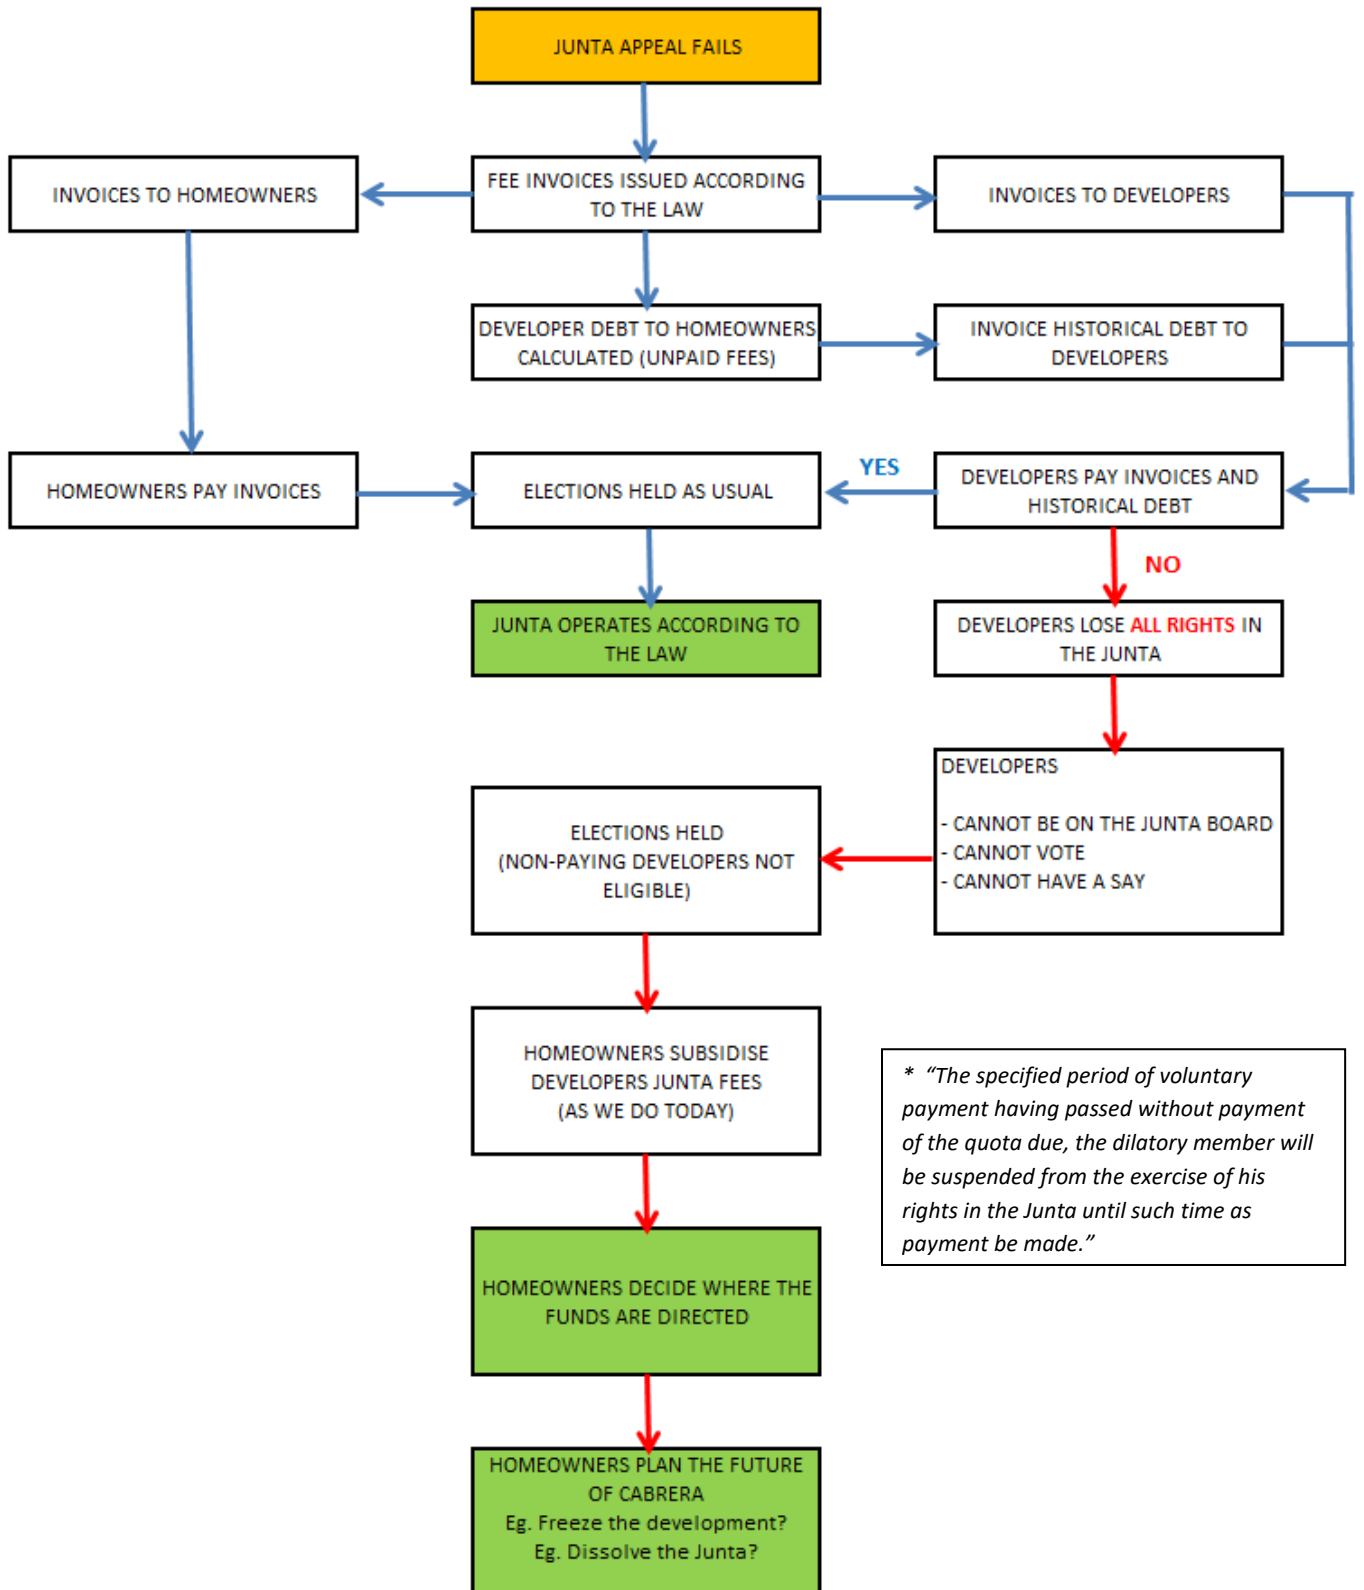 JUNTA APPEAL FAILS
INVOICES TO HOMEOWNERS
FEE INVOICES ISSUED ACCORDING
TO THE LAW
INVOICES TO DEVELOPERS
DEVELOPER DEBT TO HOMEOWNERS
CALCULATED (UNPAID FEES)
INVOICE HISTORICAL DEBT TO
DEVELOPERS
HOMEOWNERS PAY INVOICES
ELECTIONS HELD AS USUAL
YES
DEVELOPERS PAY INVOICES AND
HISTORICAL DEBT
NO
JUNTA OPERATES ACCORDING TO
THE LAW
DEVELOPERS LOSE ALL RIGHTS IN
THE JUNTA
DEVELOPERS
- CANNOT BE ON THE JUNTA BOARD
- CANNOT VOTE
- CANNOT HAVE A SAY
ELECTIONS HELD
(NON-PAYING DEVELOPERS NOT
ELIGIBLE)
HOMEOWNERS SUBSIDISE
DEVELOPERS JUNTA FEES
(AS WE DO TODAY)
* “The specified period of voluntary
payment having passed without payment
of the quota due, the dilatory member will
be suspended from the exercise of his
rights in the Junta until such time as
payment be made.”
HOMEOWNERS DECIDE WHERE THE
FUNDS ARE DIRECTED
HOMEOWNERS PLAN THE FUTURE
OF CABRERA
Eg. Freeze the development?
Eg. Dissolve the Junta?